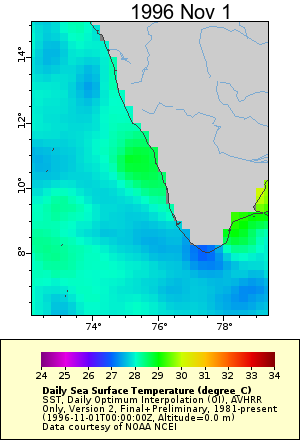 1996 Nov 1
14°
12°
10°
8°
74° 76° 78°
24 25 26 27 28 29 30 31 32 33 34
Daily Sea Surface Temperature (degree_C)
SST, Daily Optimum Interpolation (OI), AVHRR
Only, Version 2, Final+Preliminary, 1981-present
(1996-11-01T00:00:00Z, Altitude=0.0 m)
Data courtesy of NOAA NCEI